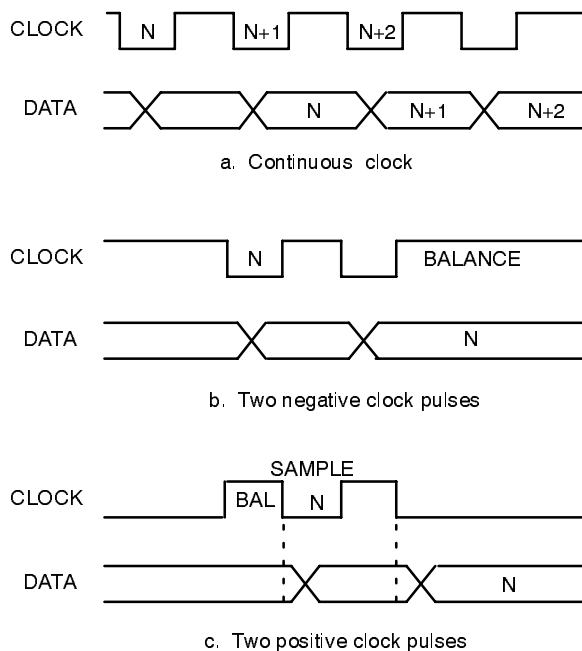 CLOCK N N+1 N+2
DATA N N+1 N+2
a. Continuous clock
CLOCK N BALANCE
DATA N
b. Two negative clock pulses
SAMPLE
CLOCK BAL N
DATA N
c. Two positive clock pulses